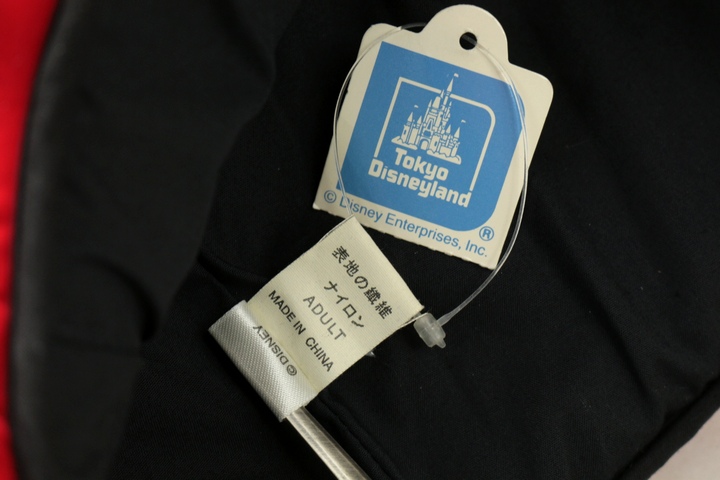 Tokyo
Disneyland
®
© Disney Enterprises, Inc.
表地の繊維
ナイロン
ADULT
MADE IN CHINA
©DISNEY